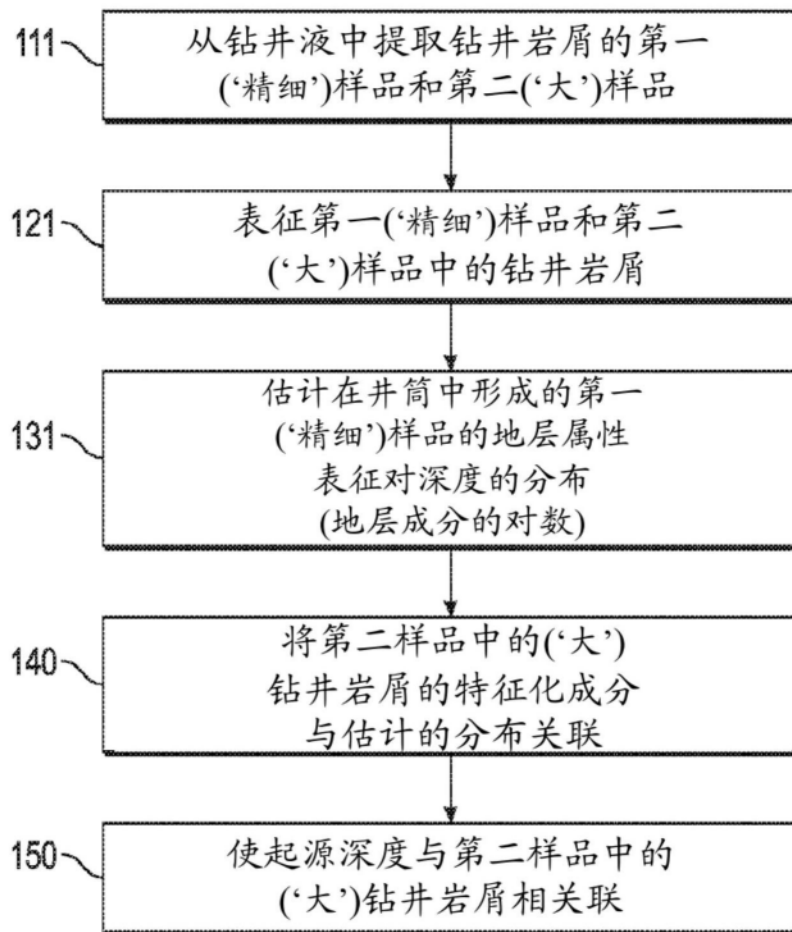 111
从钻井液中提取钻井岩屑的第一
(‘精细’)样品和第二(‘大’)样品
121
表征第一(‘精细’)样品和第二
(‘大’)样品中的钻井岩屑
131
估计在井筒中形成的第一
(‘精细’)样品的地层属性
表征对深度的分布
(地层成分的对数)
140
将第二样品中的(‘大’)
钻井岩屑的特征化成分
与估计的分布关联
150
使起源深度与第二样品中的
(‘大’)钻井岩屑相关联